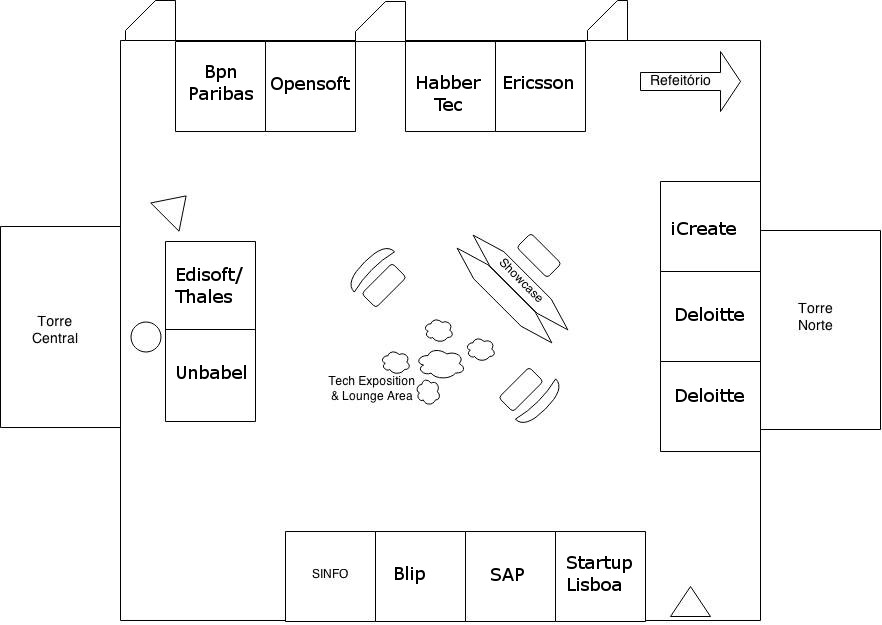 Bpn
Paribas
Opensoft
Habber
Tec
Ericsson
Refeitório
iCreate
Edisoft/
Thales
Showcase
Torre
Central
Deloitte
Torre
Norte
Unbabel
Tech Exposition
& Lounge Area
Deloitte
SINFO
Blip
SAP
Startup
Lisboa